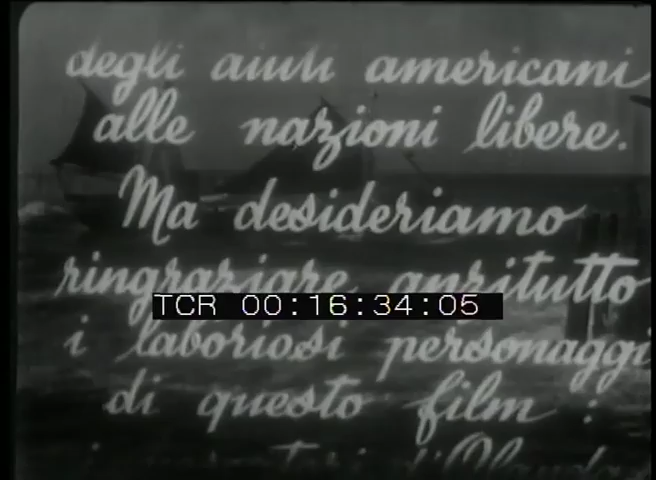 degli aiuti americani
alle nazioni libere.
Ma desideriamo
ringraziare anzitutto
TCR 00:16:34:05
i laboriosi personaggi
di questo film :
i d'Olanda